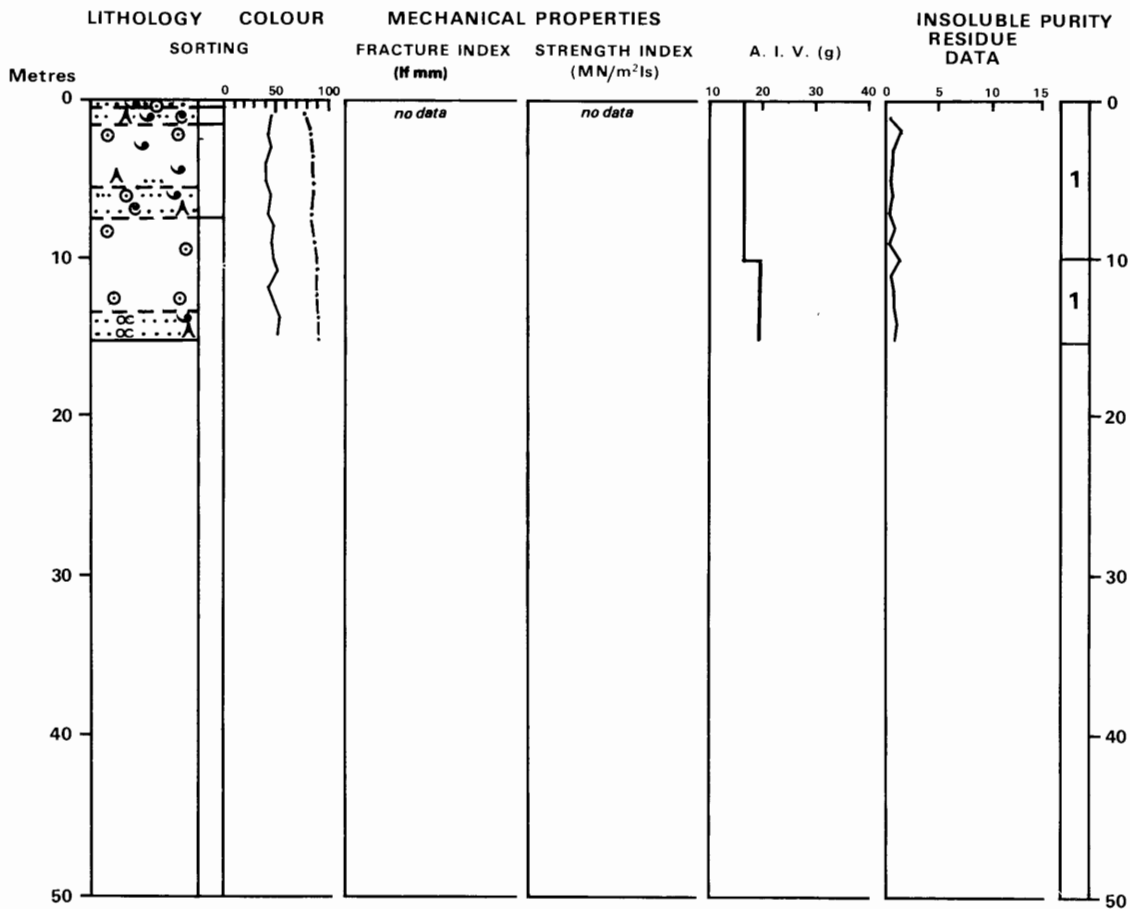 LITHOLOGY COLOUR MECHANICAL PROPERTIES INSOLUBLE PURITY
RESIDUE
DATA
SORTING FRACTURE INDEX STRENGTH INDEX A. I. V. (g)
(If mm) (MN/m²Is)
Metres
0 50 100 10 20 30 40 0 5 10 15
0 no data no data 0
1
10 10
1
20 20
30 30
40 40
50 50